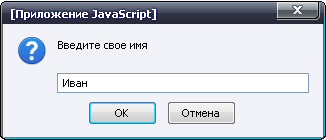 [Приложение JavaScript]
Введите свое имя
Иван
OK
Отмена